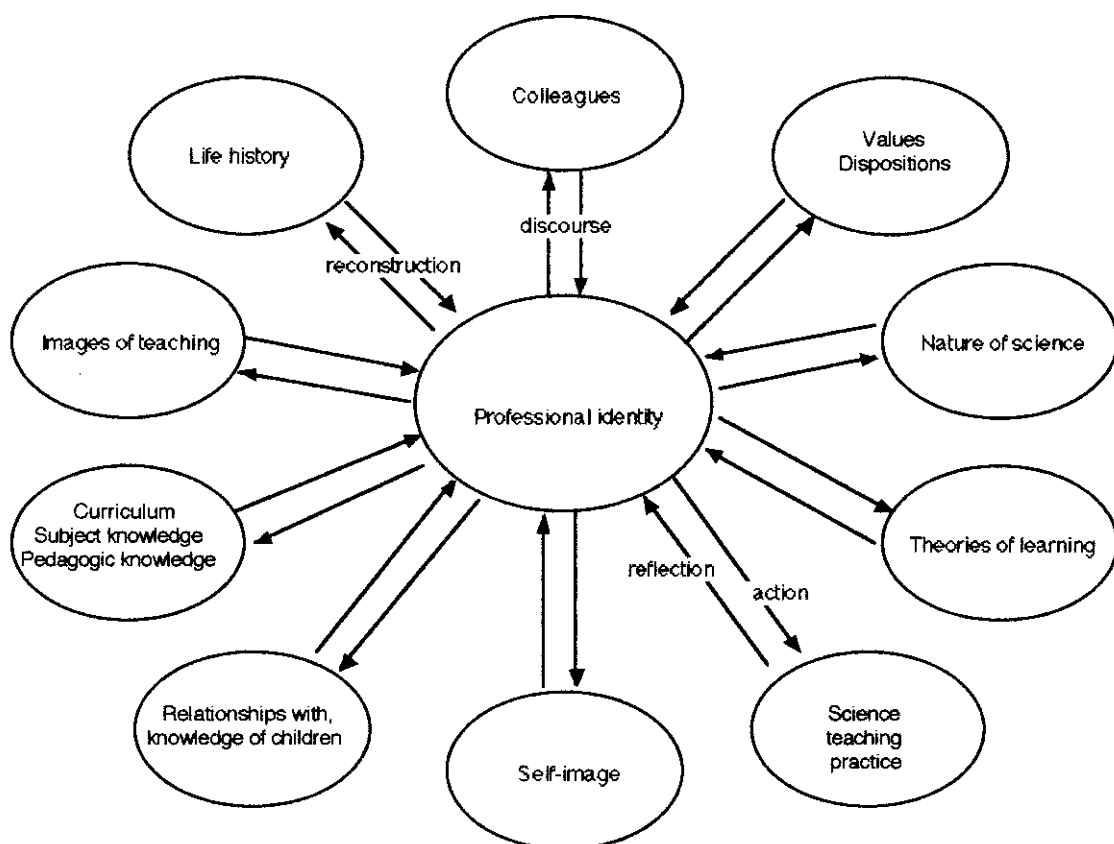 Colleagues
Life history
Values
Dispositions
discourse
reconstruction
Images of teaching
Nature of science
Professional identity
Curriculum
Subject knowledge
Pedagogic knowledge
Theories of learning
reflection
action
Relationships with,
knowledge of children
Self-image
Science
teaching
practice